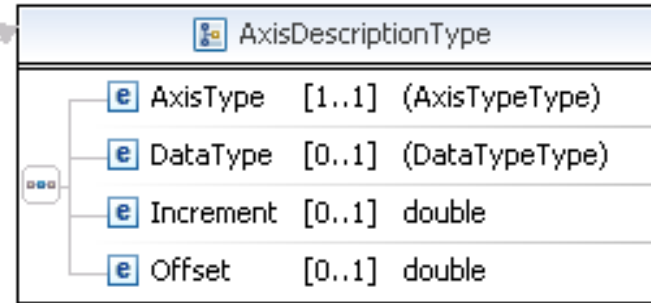 AxisDescriptionType
e AxisType [1..1] (AxisTypeType)
e DataType [0..1] (DataTypeType)
e Increment [0..1] double
e Offset [0..1] double